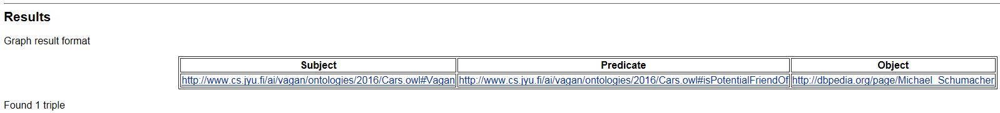 Results
Graph result format
Subject Predicate Object
http://www.cs.jyu.fi/ai/vagan/ontologies/2016/Cars.owl#Vagan http://www.cs.jyu.fi/ai/vagan/ontologies/2016/Cars.owl#isPotentialFriendOf http://dbpedia.org/page/Michael_Schumacher
Found 1 triple